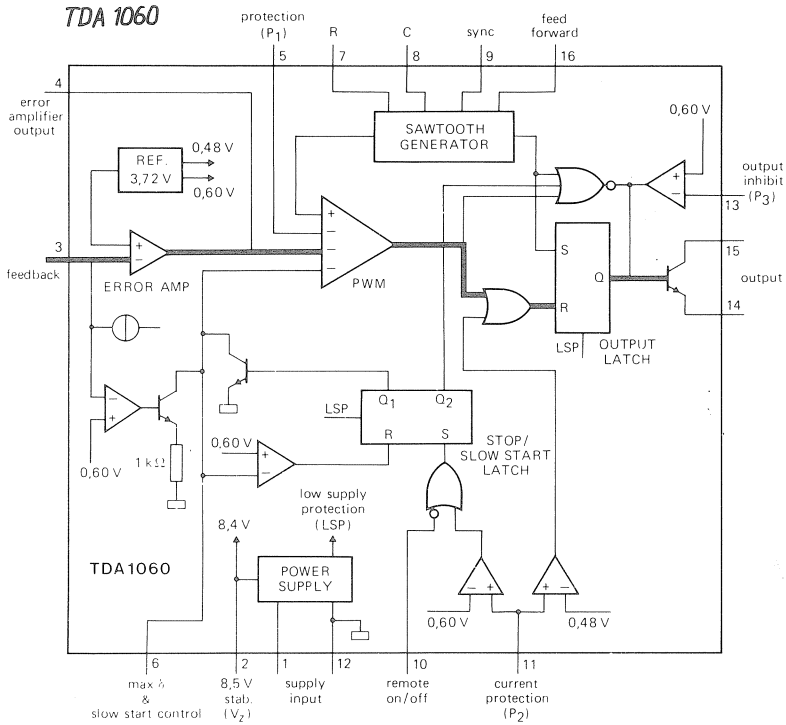 TDA 1060
protection
(P1)
R
C
sync
feed
forward
5
7
8
9
16
4
error
amplifier
output
SAWTOOTH
GENERATOR
0,60 V
REF.
3,72 V
0,48 V
0,60 V
output
inhibit
(P3)
13
+
−
3
feedback
+
−
ERROR AMP
+
−
−
−
PWM
S
Q
R
15
output
14
LSP
OUTPUT
LATCH
−
+
0,60 V
1 kΩ
LSP
Q1
Q2
R
S
STOP/
SLOW START
LATCH
0,60 V
+
−
low supply
protection
(LSP)
8,4 V
TDA1060
POWER
SUPPLY
−
+
+
−
0,60 V
0,48 V
6
2
1
12
10
11
max δ
&
slow start control
8,5 V
stab.
(Vz)
supply
input
remote
on/off
current
protection
(P2)